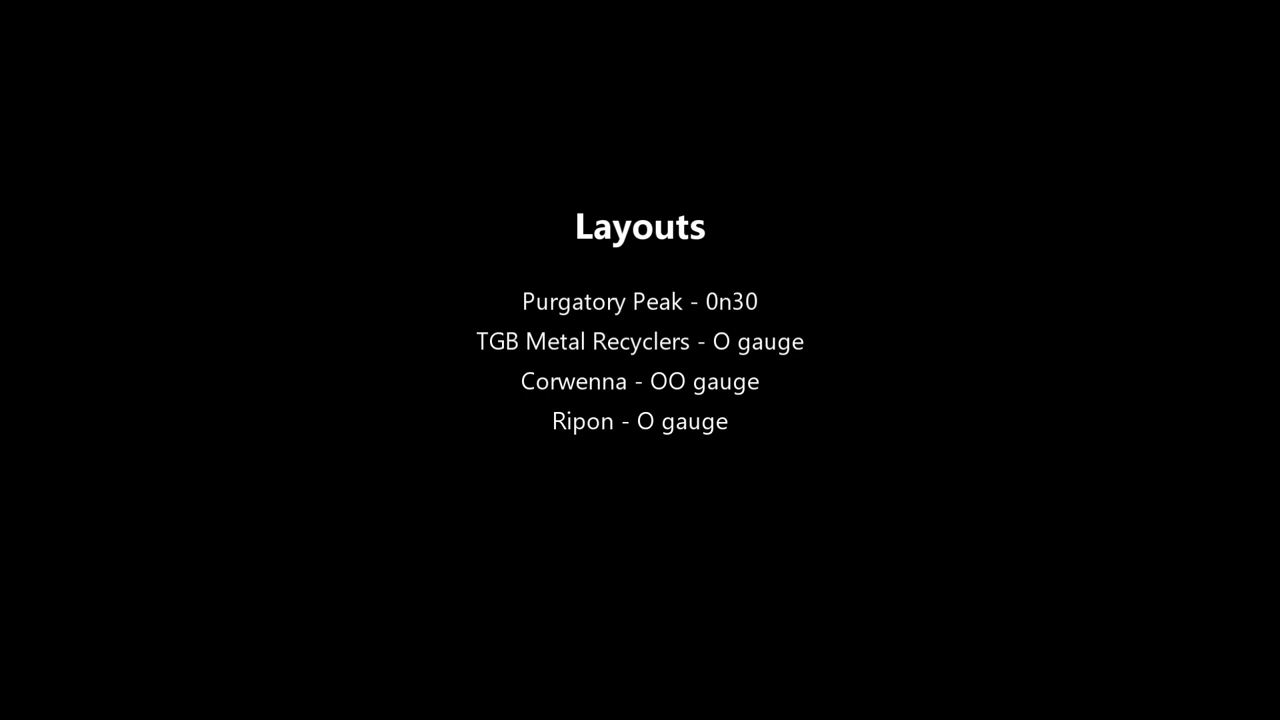 Layouts
Purgatory Peak - 0n30
TGB Metal Recyclers - O gauge
Corwenna - OO gauge
Ripon - O gauge